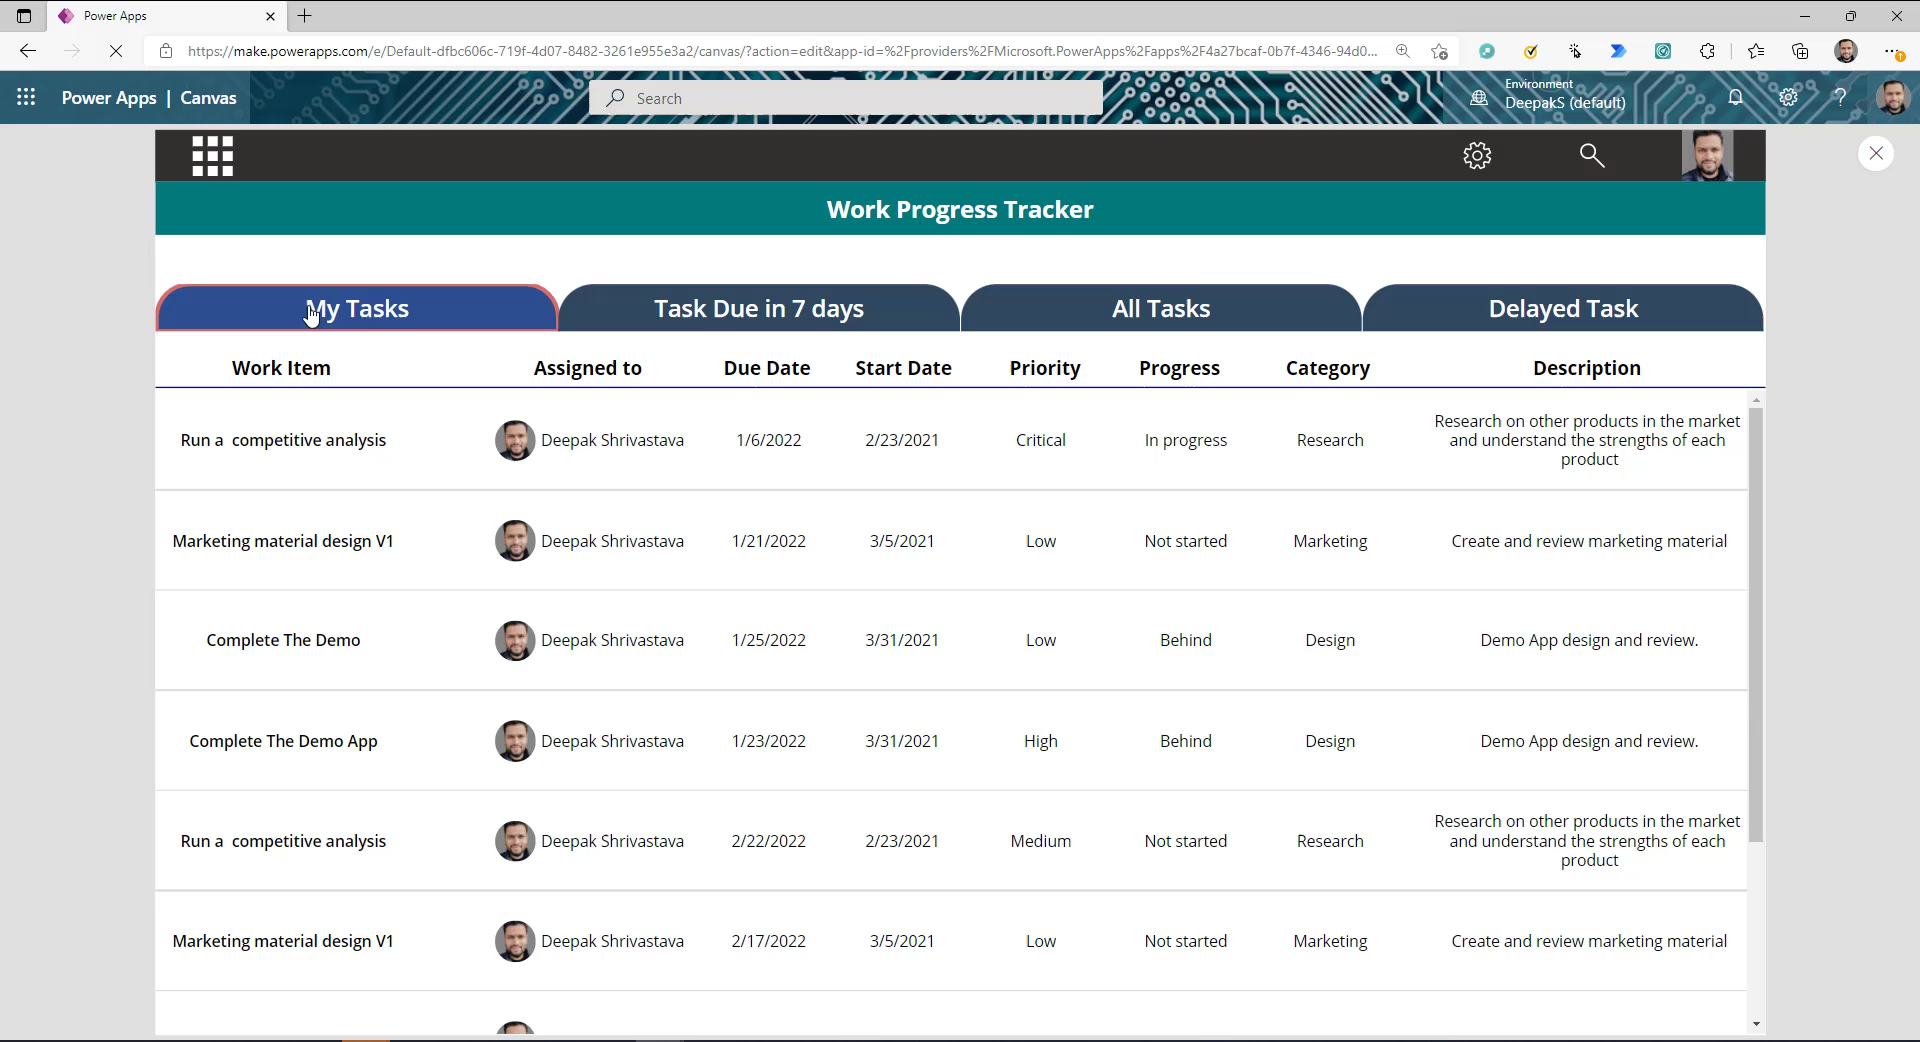 Power Apps
https://make.powerapps.com/e/Default-dfbc606c-719f-4d07-8482-3261e955e3a2/canvas/?action=edit&app-id=%2Fproviders%2FMicrosoft.PowerApps%2Fapps%2F4a27bcaf-0b7f-4346-94d0...
Power Apps | Canvas
Search
Environment
DeepakS (default)
Work Progress Tracker
My Tasks
Task Due in 7 days
All Tasks
Delayed Task
Work Item Assigned to Due Date Start Date Priority Progress Category Description
Run a competitive analysis Deepak Shrivastava 1/6/2022 2/23/2021 Critical In progress Research
Research on other products in the market
and understand the strengths of each
product
Marketing material design V1 Deepak Shrivastava 1/21/2022 3/5/2021 Low Not started Marketing Create and review marketing material
Complete The Demo Deepak Shrivastava 1/25/2022 3/31/2021 Low Behind Design Demo App design and review.
Complete The Demo App Deepak Shrivastava 1/23/2022 3/31/2021 High Behind Design Demo App design and review.
Run a competitive analysis Deepak Shrivastava 2/22/2022 2/23/2021 Medium Not started Research
Research on other products in the market
and understand the strengths of each
product
Marketing material design V1 Deepak Shrivastava 2/17/2022 3/5/2021 Low Not started Marketing Create and review marketing material